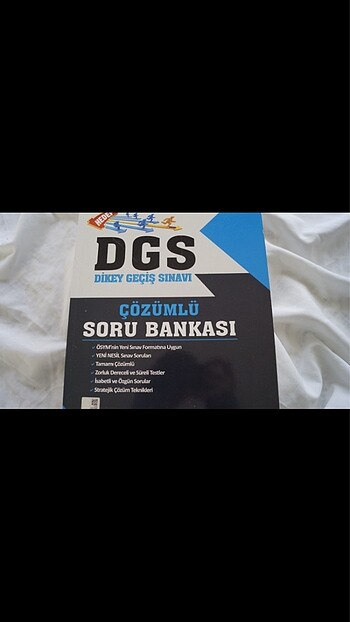 HEDEF
DGS
DİKEY GEÇİŞ SINAVI
ÇÖZÜMLÜ
SORU BANKASI
ÖSYM'nin Yeni Sınav Formatına Uygun
YENİ NESİL Sınav Soruları
Tamamı Çözümlü
Zorluk Dereceli ve Süreli Testler
İsabetli ve Özgün Sorular
Stratejik Çözüm Teknikleri